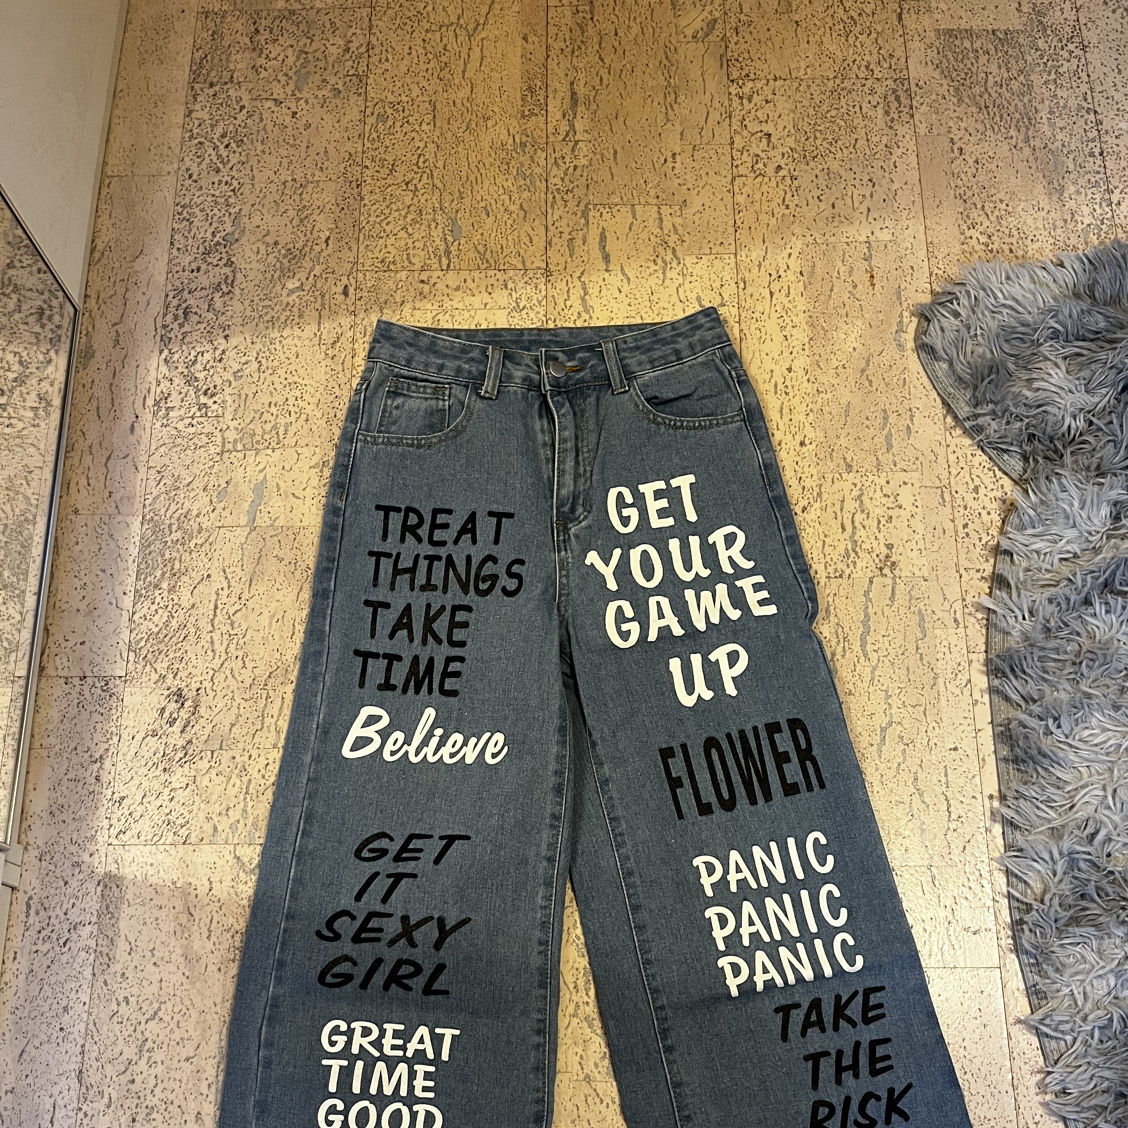 TREAT
THINGS
TAKE
TIME
Believe
GET
IT
SEXY
GIRL
GREAT
TIME
GOOD
GET
YOUR
GAME
UP
FLOWER
PANIC
PANIC
PANIC
TAKE
THE
RISK